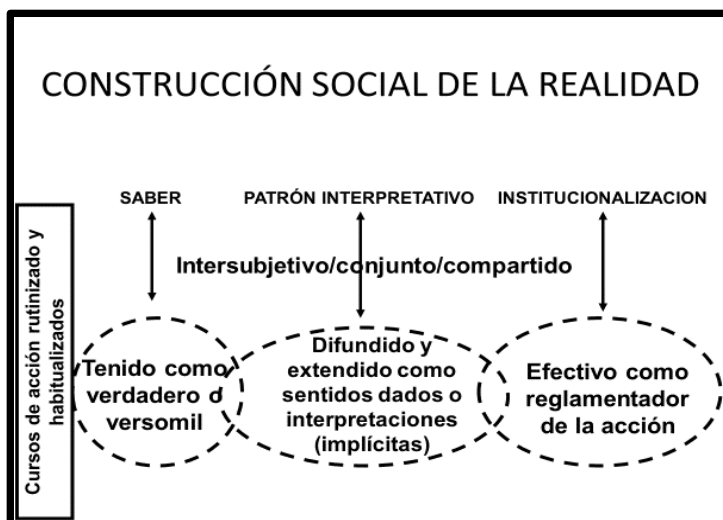 CONSTRUCCIÓN SOCIAL DE LA REALIDAD
SABER
PATRÓN INTERPRETATIVO
INSTITUCIONALIZACION
Intersubjetivo/conjunto/compartido
Cursos de acción rutinizado y
habitualizados
Tenido como
verdadero o
versomil
Difundido y
extendido como
sentidos dados o
interpretaciones
(implícitas)
Efectivo como
reglamentador
de la acción